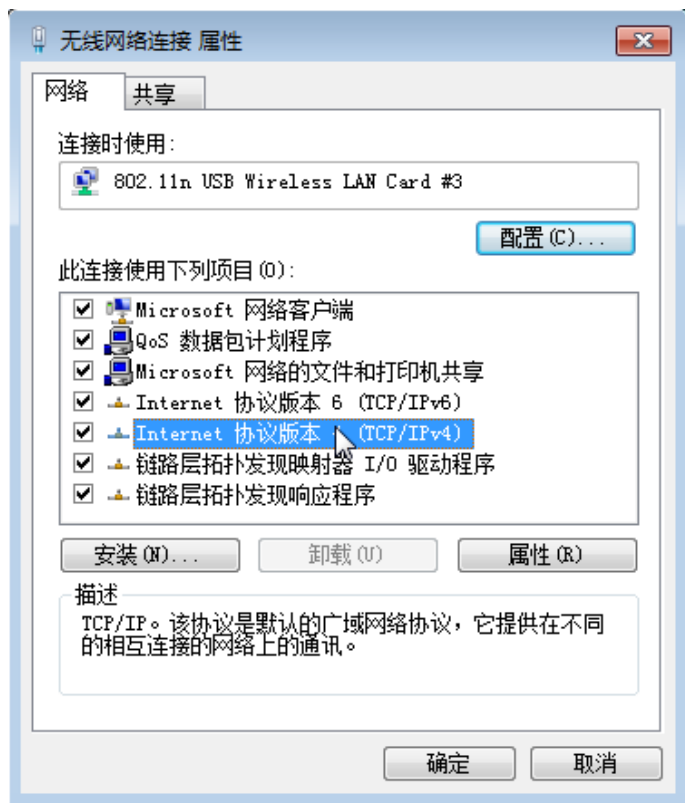 无线网络连接 属性
网络
共享
连接时使用:
802.11n USB Wireless LAN Card #3
配置(C)...
此连接使用下列项目(O):
Microsoft 网络客户端
QoS 数据包计划程序
Microsoft 网络的文件和打印机共享
Internet 协议版本 6 (TCP/IPv6)
Internet 协议版本 (TCP/IPv4)
链路层拓扑发现映射器 I/O 驱动程序
链路层拓扑发现响应程序
安装(N)...
卸载(U)
属性(R)
描述
TCP/IP。该协议是默认的广域网络协议，它提供在不同
的相互连接的网络上的通讯。
确定
取消